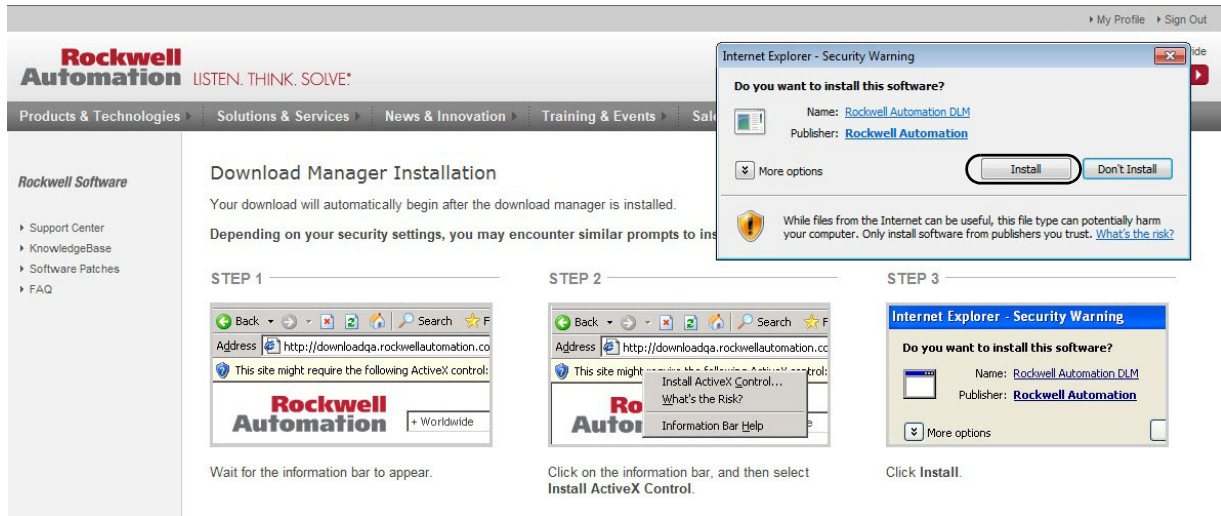 My Profile Sign Out
Rockwell
Automation LISTEN. THINK. SOLVE.
Products & Technologies Solutions & Services News & Innovation Training & Events
Internet Explorer - Security Warning
Do you want to install this software?
Name: Rockwell Automation DLM
Publisher: Rockwell Automation
More options
Install
Don't Install
While files from the Internet can be useful, this file type can potentially harm
your computer. Only install software from publishers you trust. What's the risk?
Rockwell Software
Support Center
KnowledgeBase
Software Patches
FAQ
Download Manager Installation
Your download will automatically begin after the download manager is installed.
Depending on your security settings, you may encounter similar prompts to ins
STEP 1
Back Search F
Address http://downloadqa.rockwellautomation.co
This site might require the following ActiveX control:
Rockwell
Automation
+ Worldwide
Wait for the information bar to appear.
STEP 2
Back Search F
Address http://downloadqa.rockwellautomation.cc
This site might require the following ActiveX control:
Install ActiveX Control...
What's the Risk?
Information Bar Help
Ro
Autor
Click on the information bar, and then select
Install ActiveX Control.
STEP 3
Internet Explorer - Security Warning
Do you want to install this software?
Name: Rockwell Automation DLM
Publisher: Rockwell Automation
More options
Click Install.